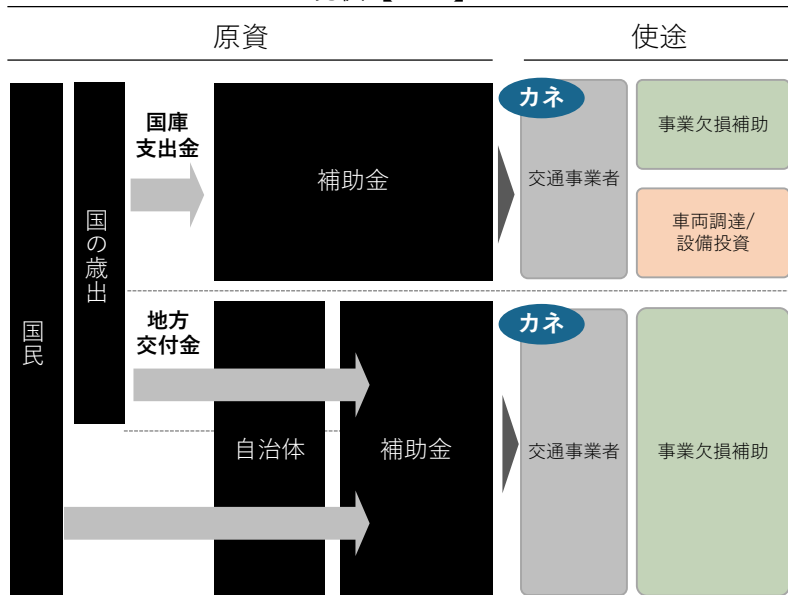 原資
使途
国民
国の歳出
国庫
支出金
補助金
カネ
交通事業者
事業欠損補助
車両調達/
設備投資
地方
交付金
自治体
補助金
カネ
交通事業者
事業欠損補助